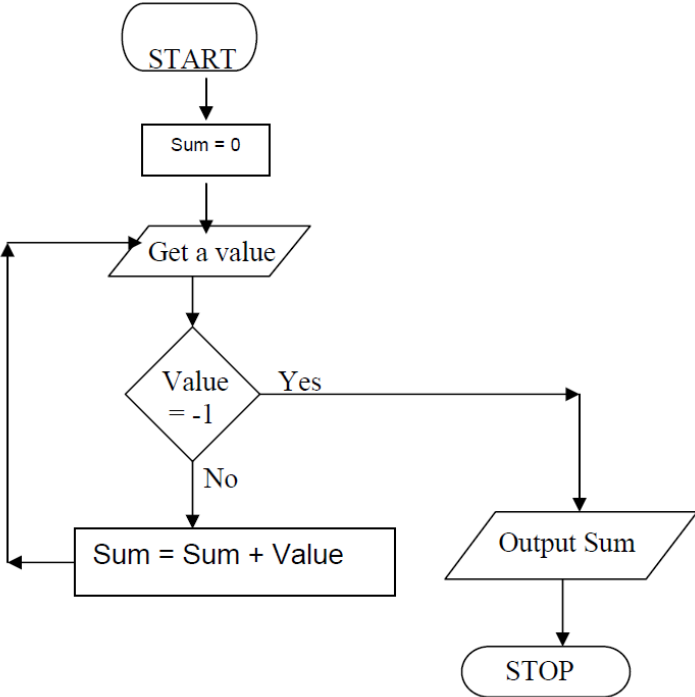 START
Sum = 0
Get a value
Value
= -1
Yes
No
Sum = Sum + Value
Output Sum
STOP